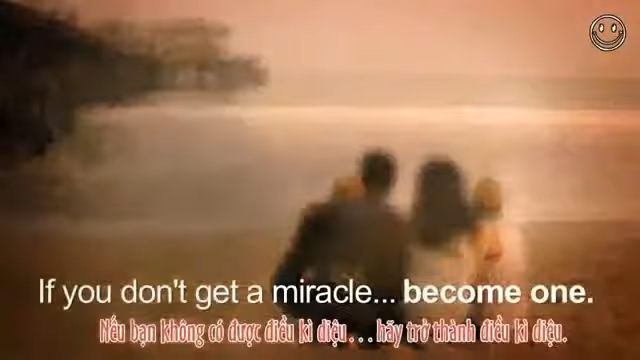 If you don't get a miracle... become one.
Nếu bạn không có được điều kì diệu...hãy trở thành điều kì diệu.